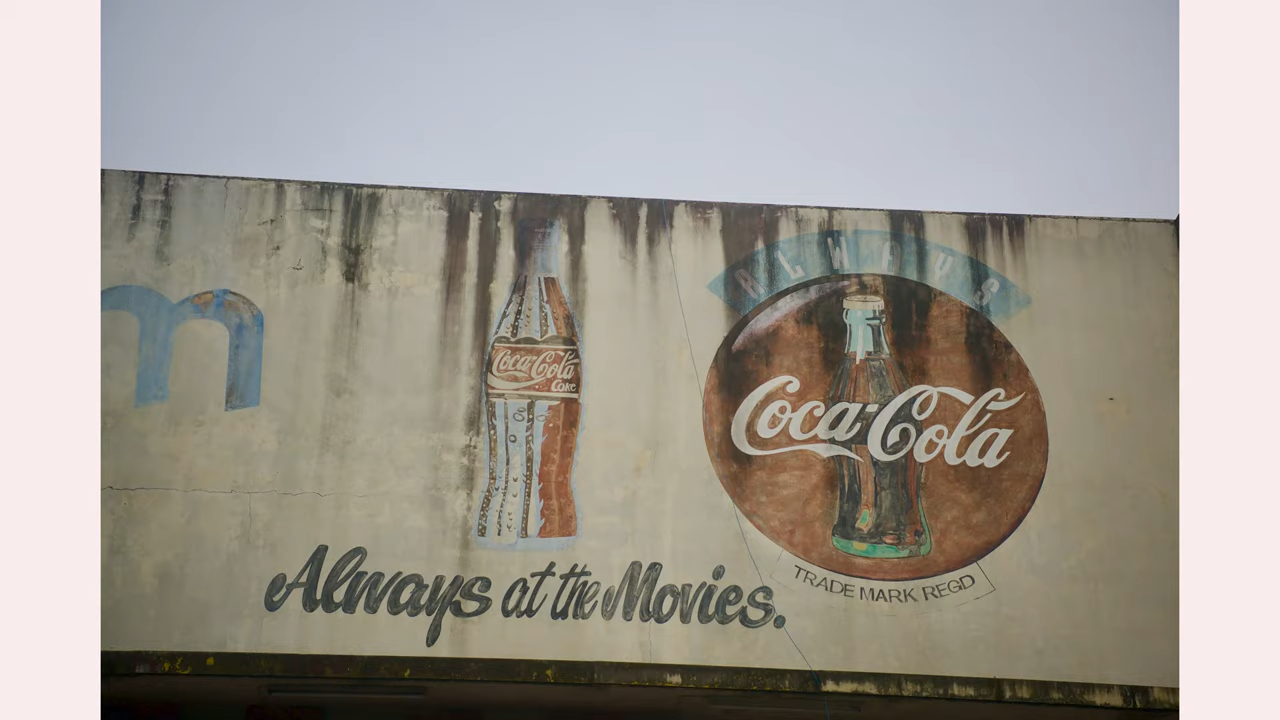 m
Coca-Cola
Coke
ALWAYS
Coca-Cola
TRADE MARK REGD
Always at the Movies.